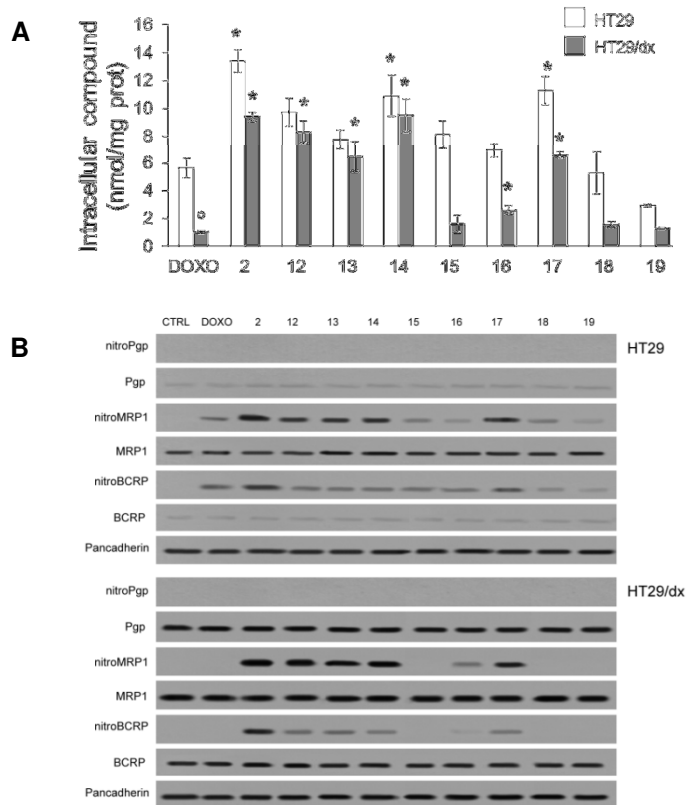 A
Intracellular compound
(nmol/mg prot)
16
14
12
10
8
6
4
2
0
HT29
HT29/dx
* * * * * * * * * °
DOXO 2 12 13 14 15 16 17 18 19
B
CTRL DOXO 2 12 13 14 15 16 17 18 19
nitroPgp
HT29
Pgp
nitroMRP1
MRP1
nitroBCRP
BCRP
Pancadherin
nitroPgp
HT29/dx
Pgp
nitroMRP1
MRP1
nitroBCRP
BCRP
Pancadherin